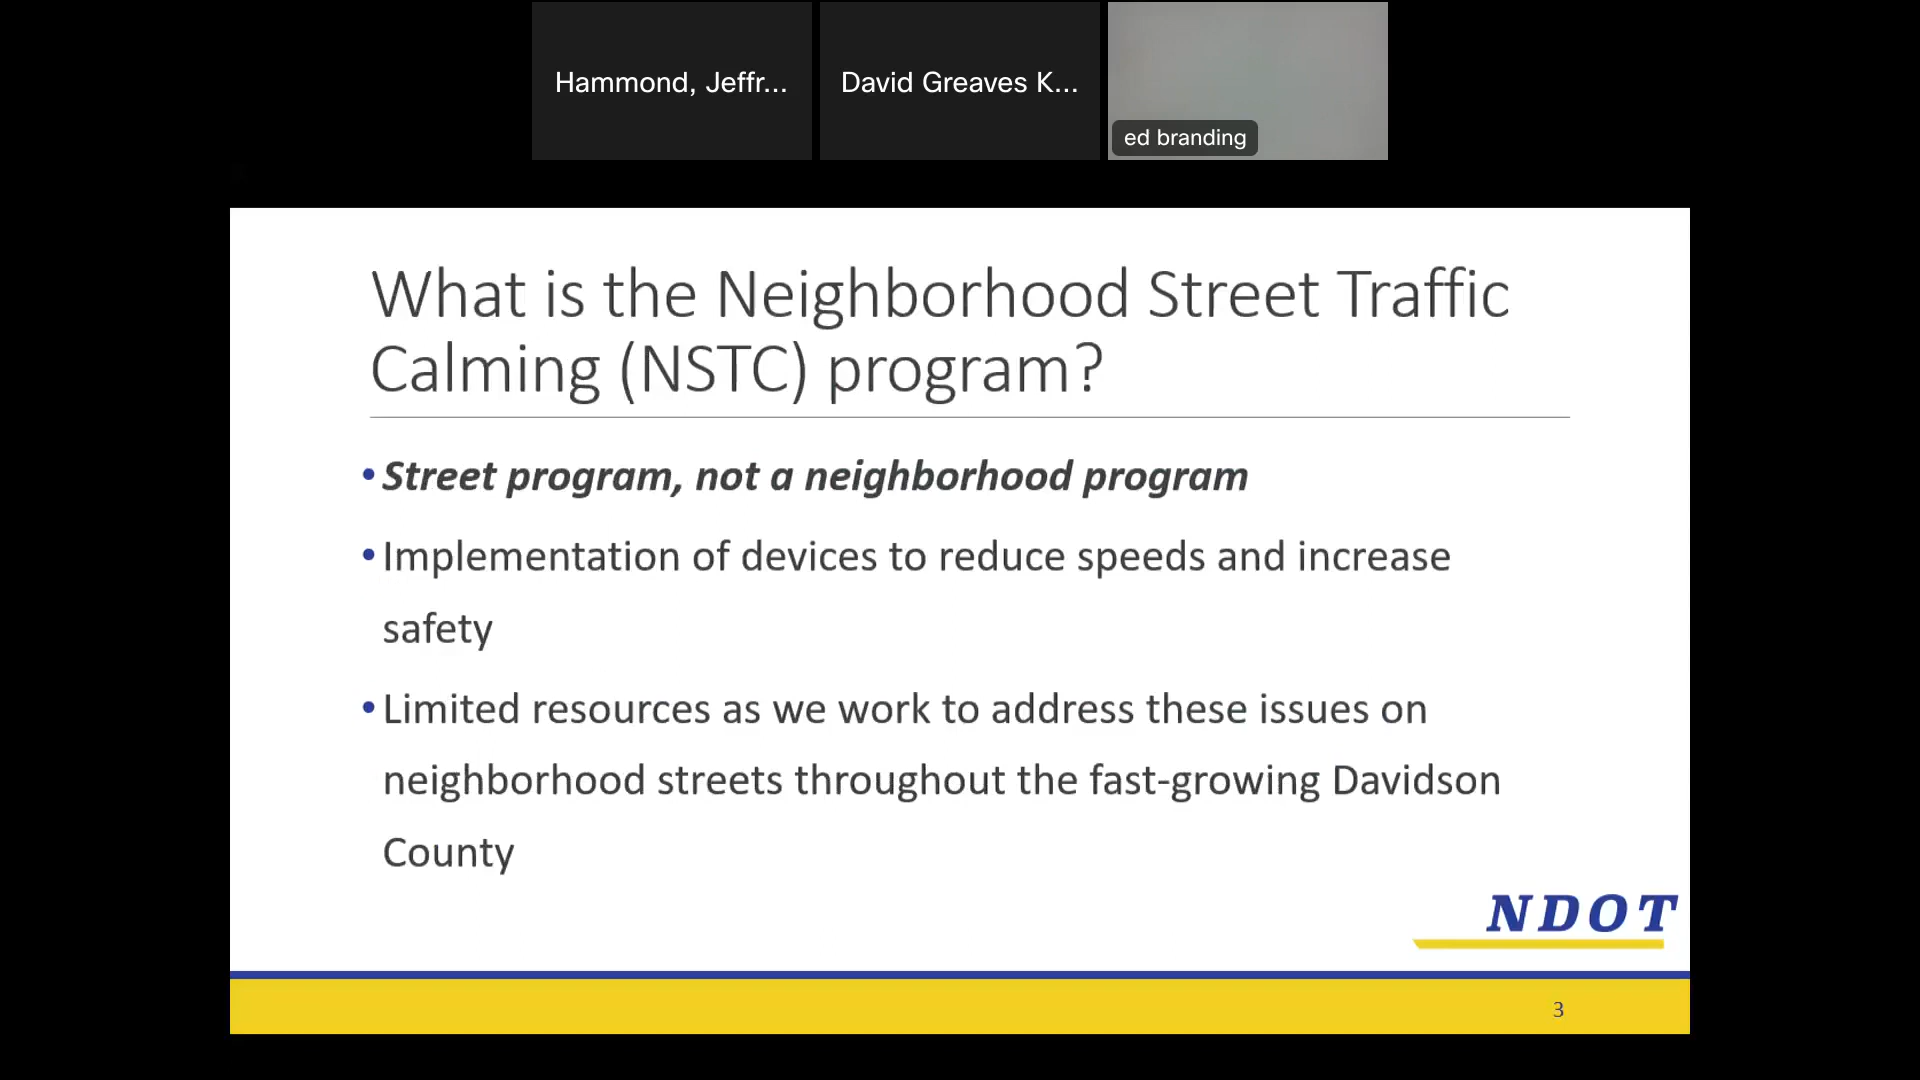 Hammond, Jeffr...
David Greaves K...
ed branding
What is the Neighborhood Street Traffic
Calming (NSTC) program?
•Street program, not a neighborhood program
•Implementation of devices to reduce speeds and increase
safety
•Limited resources as we work to address these issues on
neighborhood streets throughout the fast-growing Davidson
County
NDOT
3